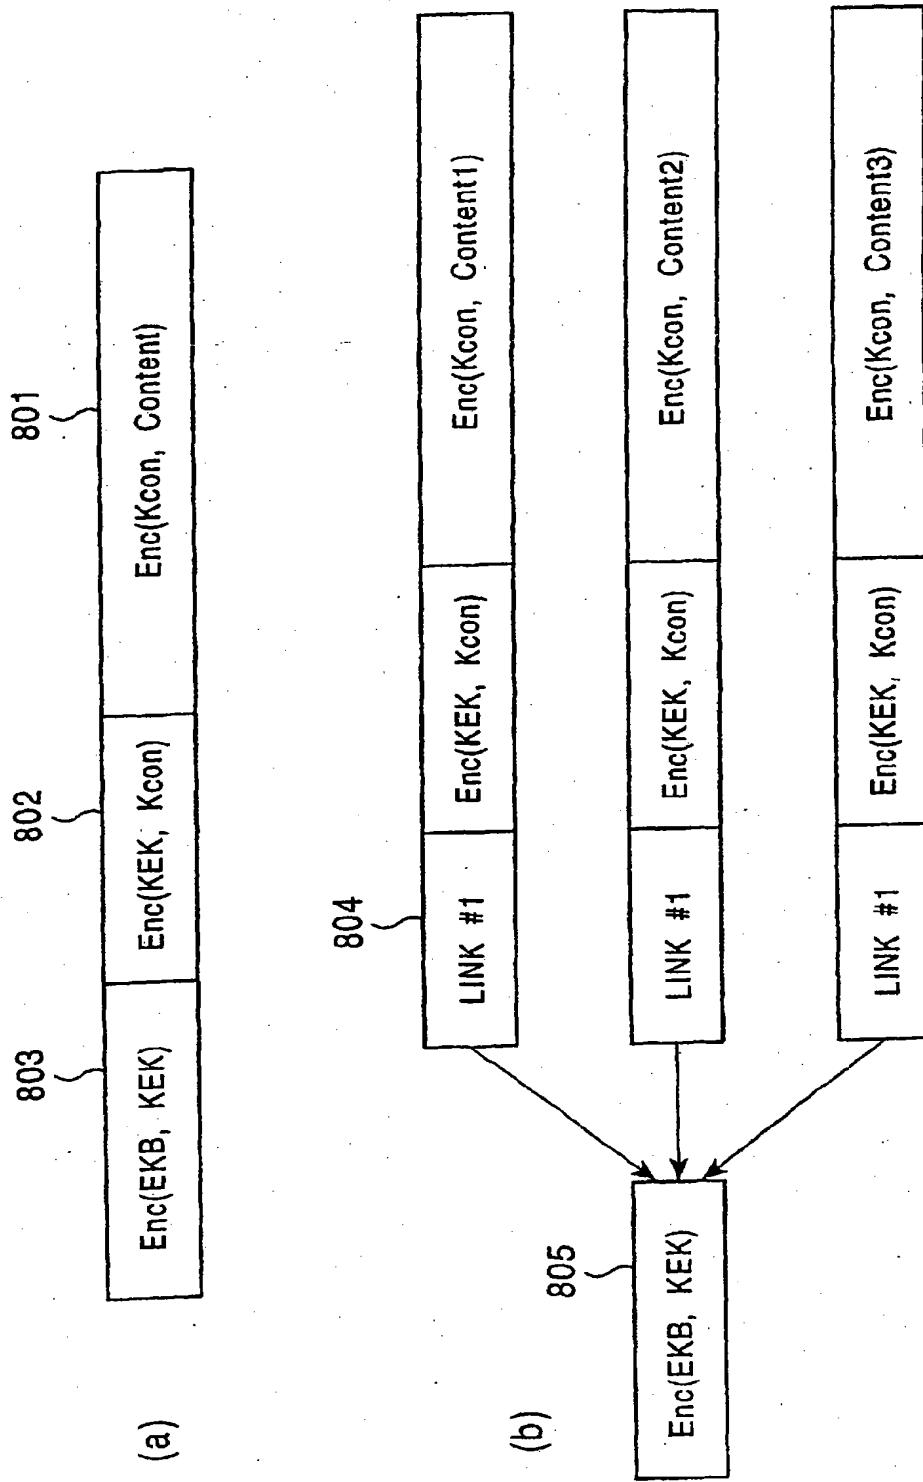 (a)
803
802
801
Enc(EKB, KEK)
Enc(KEK, Kcon)
Enc(Kcon, Content)
(b)
804
LINK #1
Enc(KEK, Kcon)
Enc(Kcon, Content1)
805
Enc(EKB, KEK)
LINK #1
Enc(KEK, Kcon)
Enc(Kcon, Content2)
LINK #1
Enc(KEK, Kcon)
Enc(Kcon, Content3)